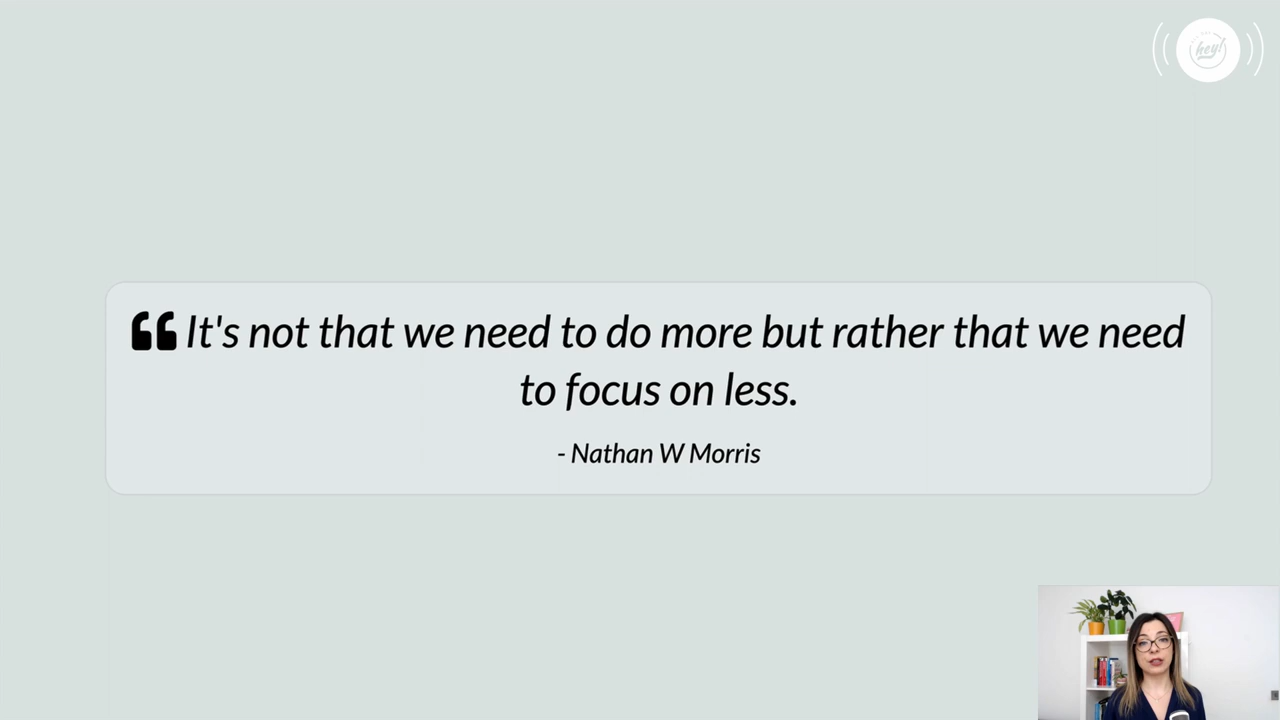 hey!
❝ It's not that we need to do more but rather that we need
to focus on less.
- Nathan W Morris